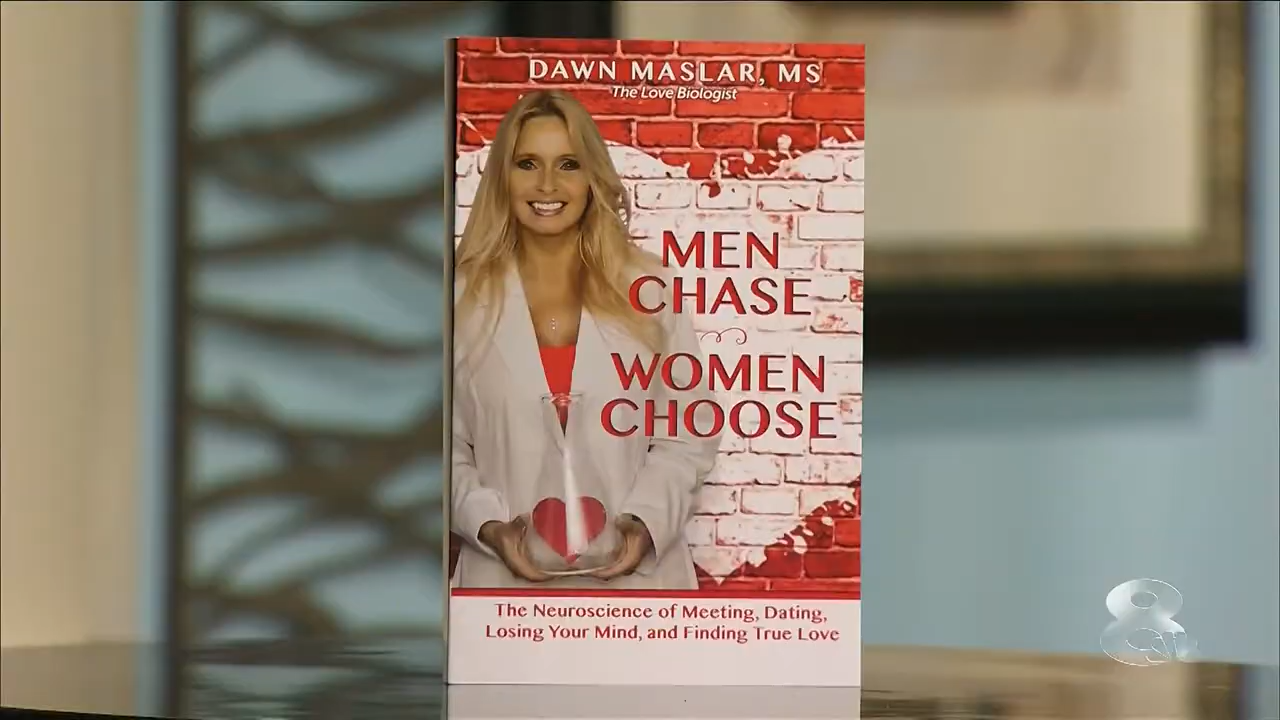 DAWN MASLAR, MS
The Love Biologist
MEN
CHASE
WOMEN
CHOOSE
The Neuroscience of Meeting, Dating,
Losing Your Mind, and Finding True Love
8